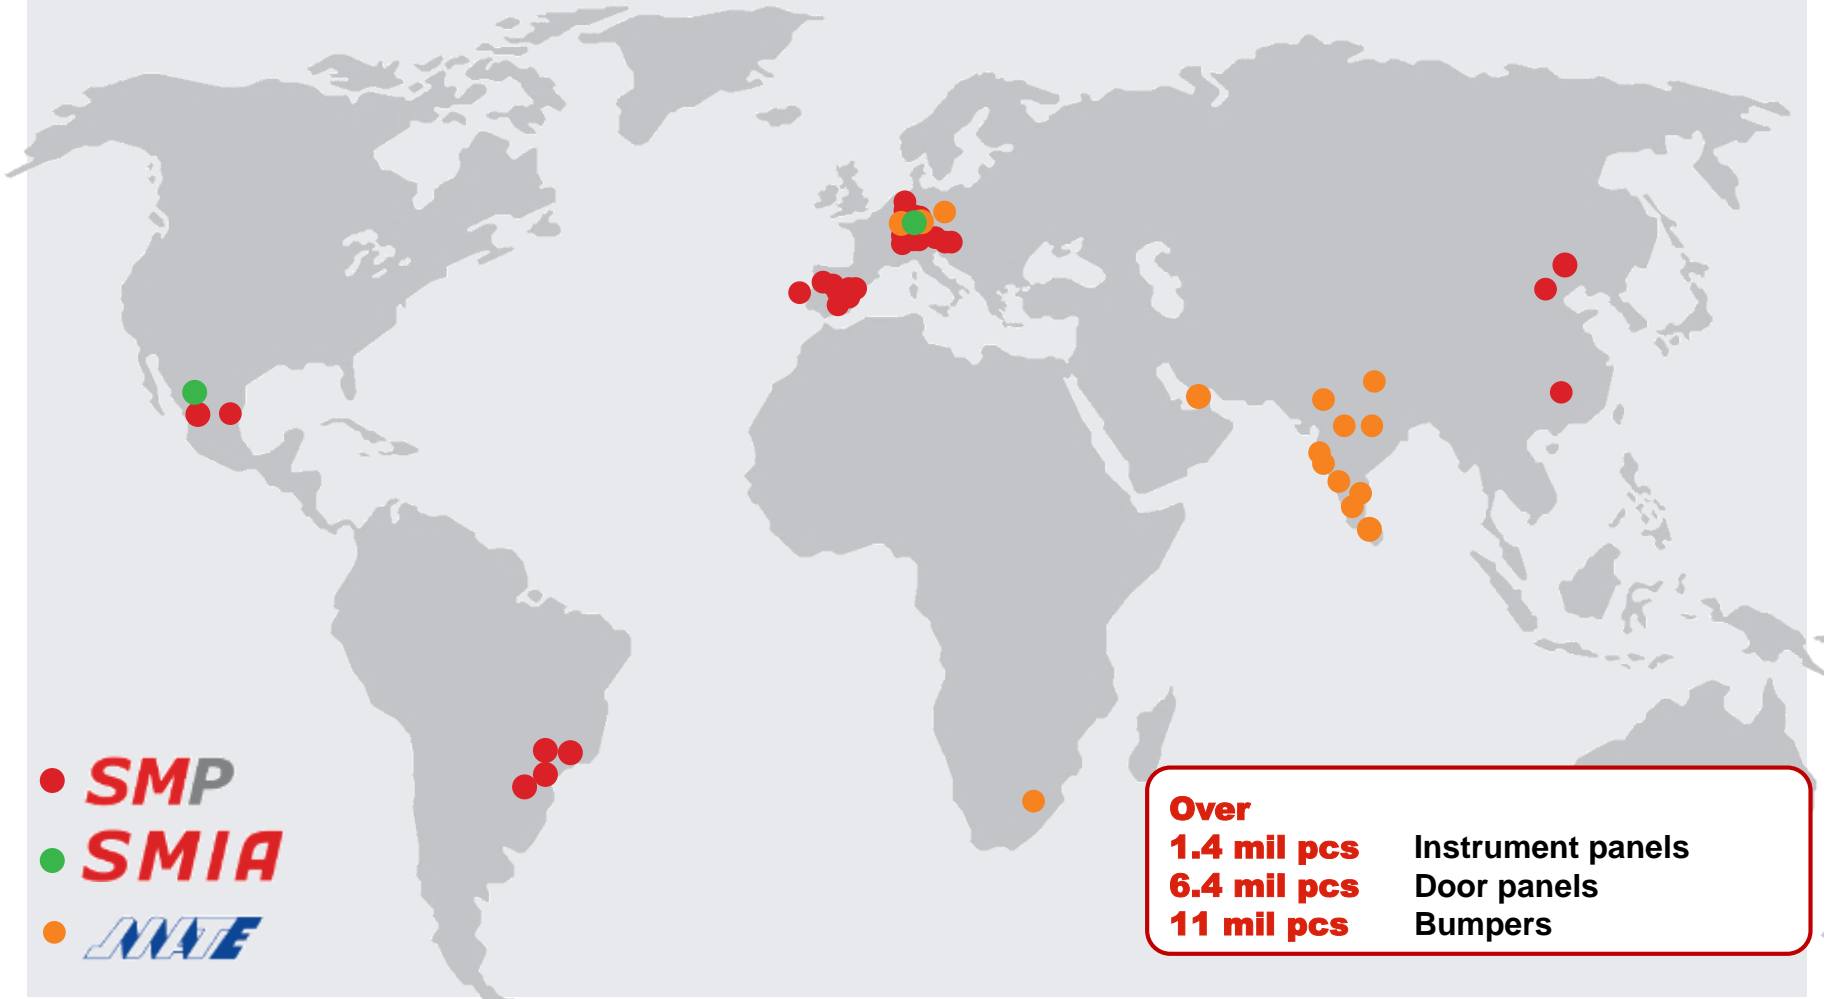 SMP
SMIA
MATE
Over
1.4 mil pcs Instrument panels
6.4 mil pcs Door panels
11 mil pcs Bumpers